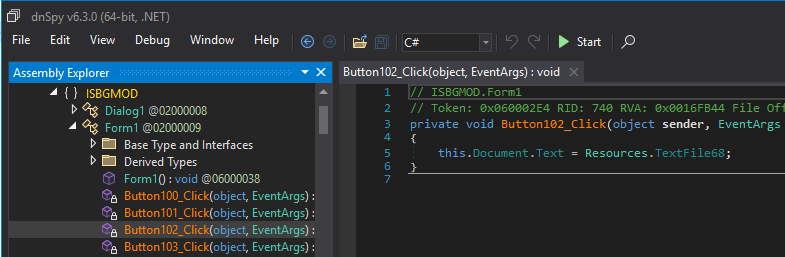 dnSpy v6.3.0 (64-bit, .NET)
File Edit View Debug Window Help C# Start
Assembly Explorer
{ } ISBGMOD
Dialog1 @02000008
Form1 @02000009
Base Type and Interfaces
Derived Types
Form1() : void @06000038
Button100_Click(object, EventArgs) :
Button101_Click(object, EventArgs) :
Button102_Click(object, EventArgs) :
Button103_Click(object, EventArgs) :
Button102_Click(object, EventArgs) : void
1 // ISBGMOD.Form1
2 // Token: 0x060002E4 RID: 740 RVA: 0x0016FB44 File Off
3 private void Button102_Click(object sender, EventArgs
4 {
5 this.Document.Text = Resources.TextFile68;
6 }
7